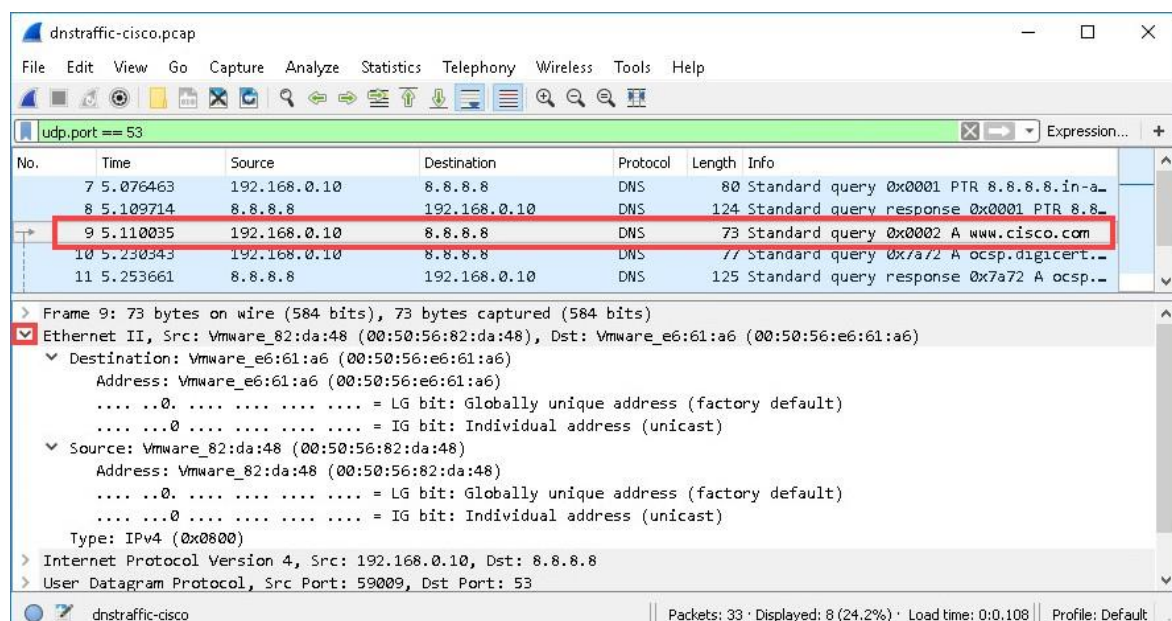 dnstraffic-cisco.pcap
File Edit View Go Capture Analyze Statistics Telephony Wireless Tools Help
udp.port == 53 Expression... +
No. Time Source Destination Protocol Length Info
7 5.076463 192.168.0.10 8.8.8.8 DNS 80 Standard query 0x0001 PTR 8.8.8.8.in-a…
8 5.109714 8.8.8.8 192.168.0.10 DNS 124 Standard query response 0x0001 PTR 8.8…
9 5.110035 192.168.0.10 8.8.8.8 DNS 73 Standard query 0x0002 A www.cisco.com
10 5.230343 192.168.0.10 8.8.8.8 DNS 77 Standard query 0x7a72 A ocsp.digicert.…
11 5.253661 8.8.8.8 192.168.0.10 DNS 125 Standard query response 0x7a72 A ocsp.…
> Frame 9: 73 bytes on wire (584 bits), 73 bytes captured (584 bits)
Ethernet II, Src: Vmware_82:da:48 (00:50:56:82:da:48), Dst: Vmware_e6:61:a6 (00:50:56:e6:61:a6)
Destination: Vmware_e6:61:a6 (00:50:56:e6:61:a6)
Address: Vmware_e6:61:a6 (00:50:56:e6:61:a6)
.... ..0. .... .... .... .... = LG bit: Globally unique address (factory default)
.... ...0 .... .... .... .... = IG bit: Individual address (unicast)
Source: Vmware_82:da:48 (00:50:56:82:da:48)
Address: Vmware_82:da:48 (00:50:56:82:da:48)
.... ..0. .... .... .... .... = LG bit: Globally unique address (factory default)
.... ...0 .... .... .... .... = IG bit: Individual address (unicast)
Type: IPv4 (0x0800)
> Internet Protocol Version 4, Src: 192.168.0.10, Dst: 8.8.8.8
> User Datagram Protocol, Src Port: 59009, Dst Port: 53
dnstraffic-cisco Packets: 33 · Displayed: 8 (24.2%) · Load time: 0:0.108 Profile: Default